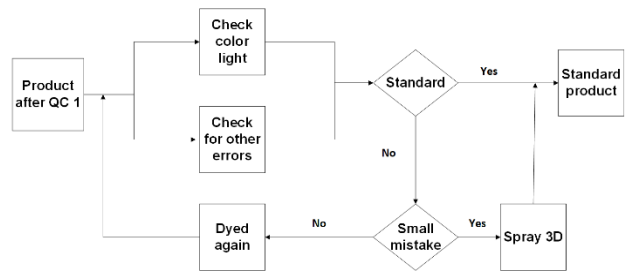 Check
color
light
Product
after QC 1
Standard
Yes
Standard
product
Check
for other
errors
No
Dyed
again
No
Small
mistake
Yes
Spray 3D